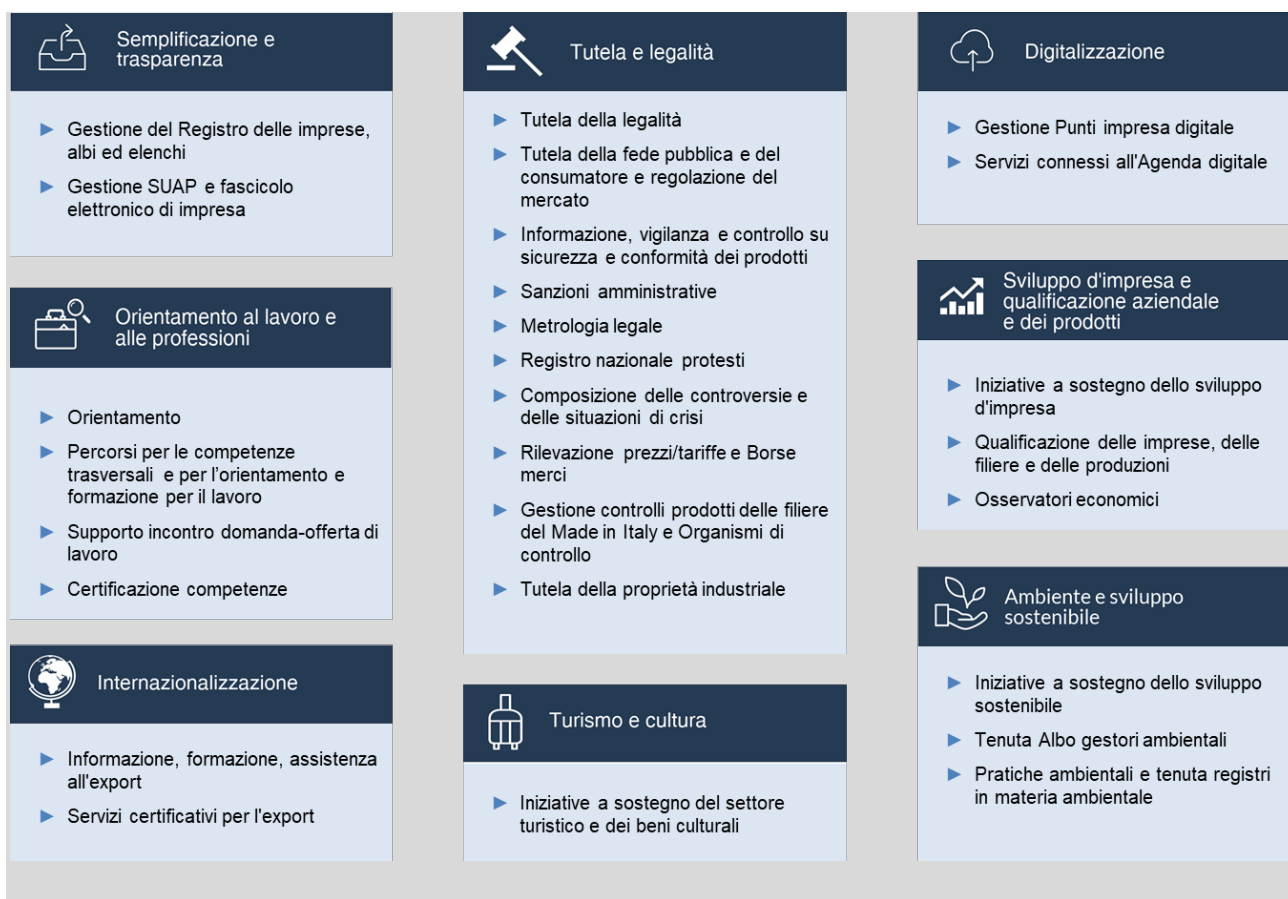 Semplificazione e
trasparenza
► Gestione del Registro delle imprese,
albi ed elenchi
► Gestione SUAP e fascicolo
elettronico di impresa
Orientamento al lavoro e
alle professioni
► Orientamento
► Percorsi per le competenze
trasversali e per l’orientamento e
formazione per il lavoro
► Supporto incontro domanda-offerta di
lavoro
► Certificazione competenze
Internazionalizzazione
► Informazione, formazione, assistenza
all'export
► Servizi certificativi per l'export
Tutela e legalità
► Tutela della legalità
► Tutela della fede pubblica e del
consumatore e regolazione del
mercato
► Informazione, vigilanza e controllo su
sicurezza e conformità dei prodotti
► Sanzioni amministrative
► Metrologia legale
► Registro nazionale protesti
► Composizione delle controversie e
delle situazioni di crisi
► Rilevazione prezzi/tariffe e Borse
merci
► Gestione controlli prodotti delle filiere
del Made in Italy e Organismi di
controllo
► Tutela della proprietà industriale
Turismo e cultura
► Iniziative a sostegno del settore
turistico e dei beni culturali
Digitalizzazione
► Gestione Punti impresa digitale
► Servizi connessi all'Agenda digitale
Sviluppo d'impresa e
qualificazione aziendale
e dei prodotti
► Iniziative a sostegno dello sviluppo
d'impresa
► Qualificazione delle imprese, delle
filiere e delle produzioni
► Osservatori economici
Ambiente e sviluppo
sostenibile
► Iniziative a sostegno dello sviluppo
sostenibile
► Tenuta Albo gestori ambientali
► Pratiche ambientali e tenuta registri
in materia ambientale